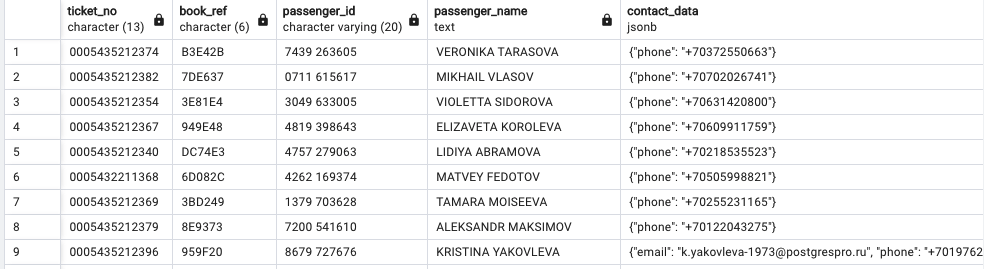 ticket_no book_ref passenger_id passenger_name contact_data
character (13) character (6) character varying (20) text jsonb
1 0005435212374 B3E42B 7439 263605 VERONIKA TARASOVA {"phone": "+70372550663"}
2 0005435212382 7DE637 0711 615617 MIKHAIL VLASOV {"phone": "+70702026741"}
3 0005435212354 3E81E4 3049 633005 VIOLETTA SIDOROVA {"phone": "+70631420800"}
4 0005435212367 949E48 4819 398643 ELIZAVETA KOROLEVA {"phone": "+70609911759"}
5 0005435212340 DC74E3 4757 279063 LIDIYA ABRAMOVA {"phone": "+70218535523"}
6 0005432211368 6D082C 4262 169374 MATVEY FEDOTOV {"phone": "+70505998821"}
7 0005435212369 3BD249 1379 703628 TAMARA MOISEEVA {"phone": "+70255231165"}
8 0005435212379 8E9373 7200 541610 ALEKSANDR MAKSIMOV {"phone": "+70122043275"}
9 0005435212396 959F20 8679 727676 KRISTINA YAKOVLEVA {"email": "k.yakovleva-1973@postgrespro.ru", "phone": "+7019762